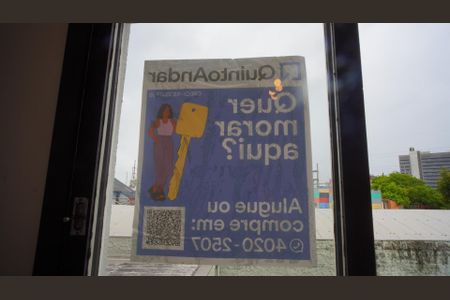 QuintoAndar
Quer
morar
aqui?
Alugue ou
compre em:
4020-2507